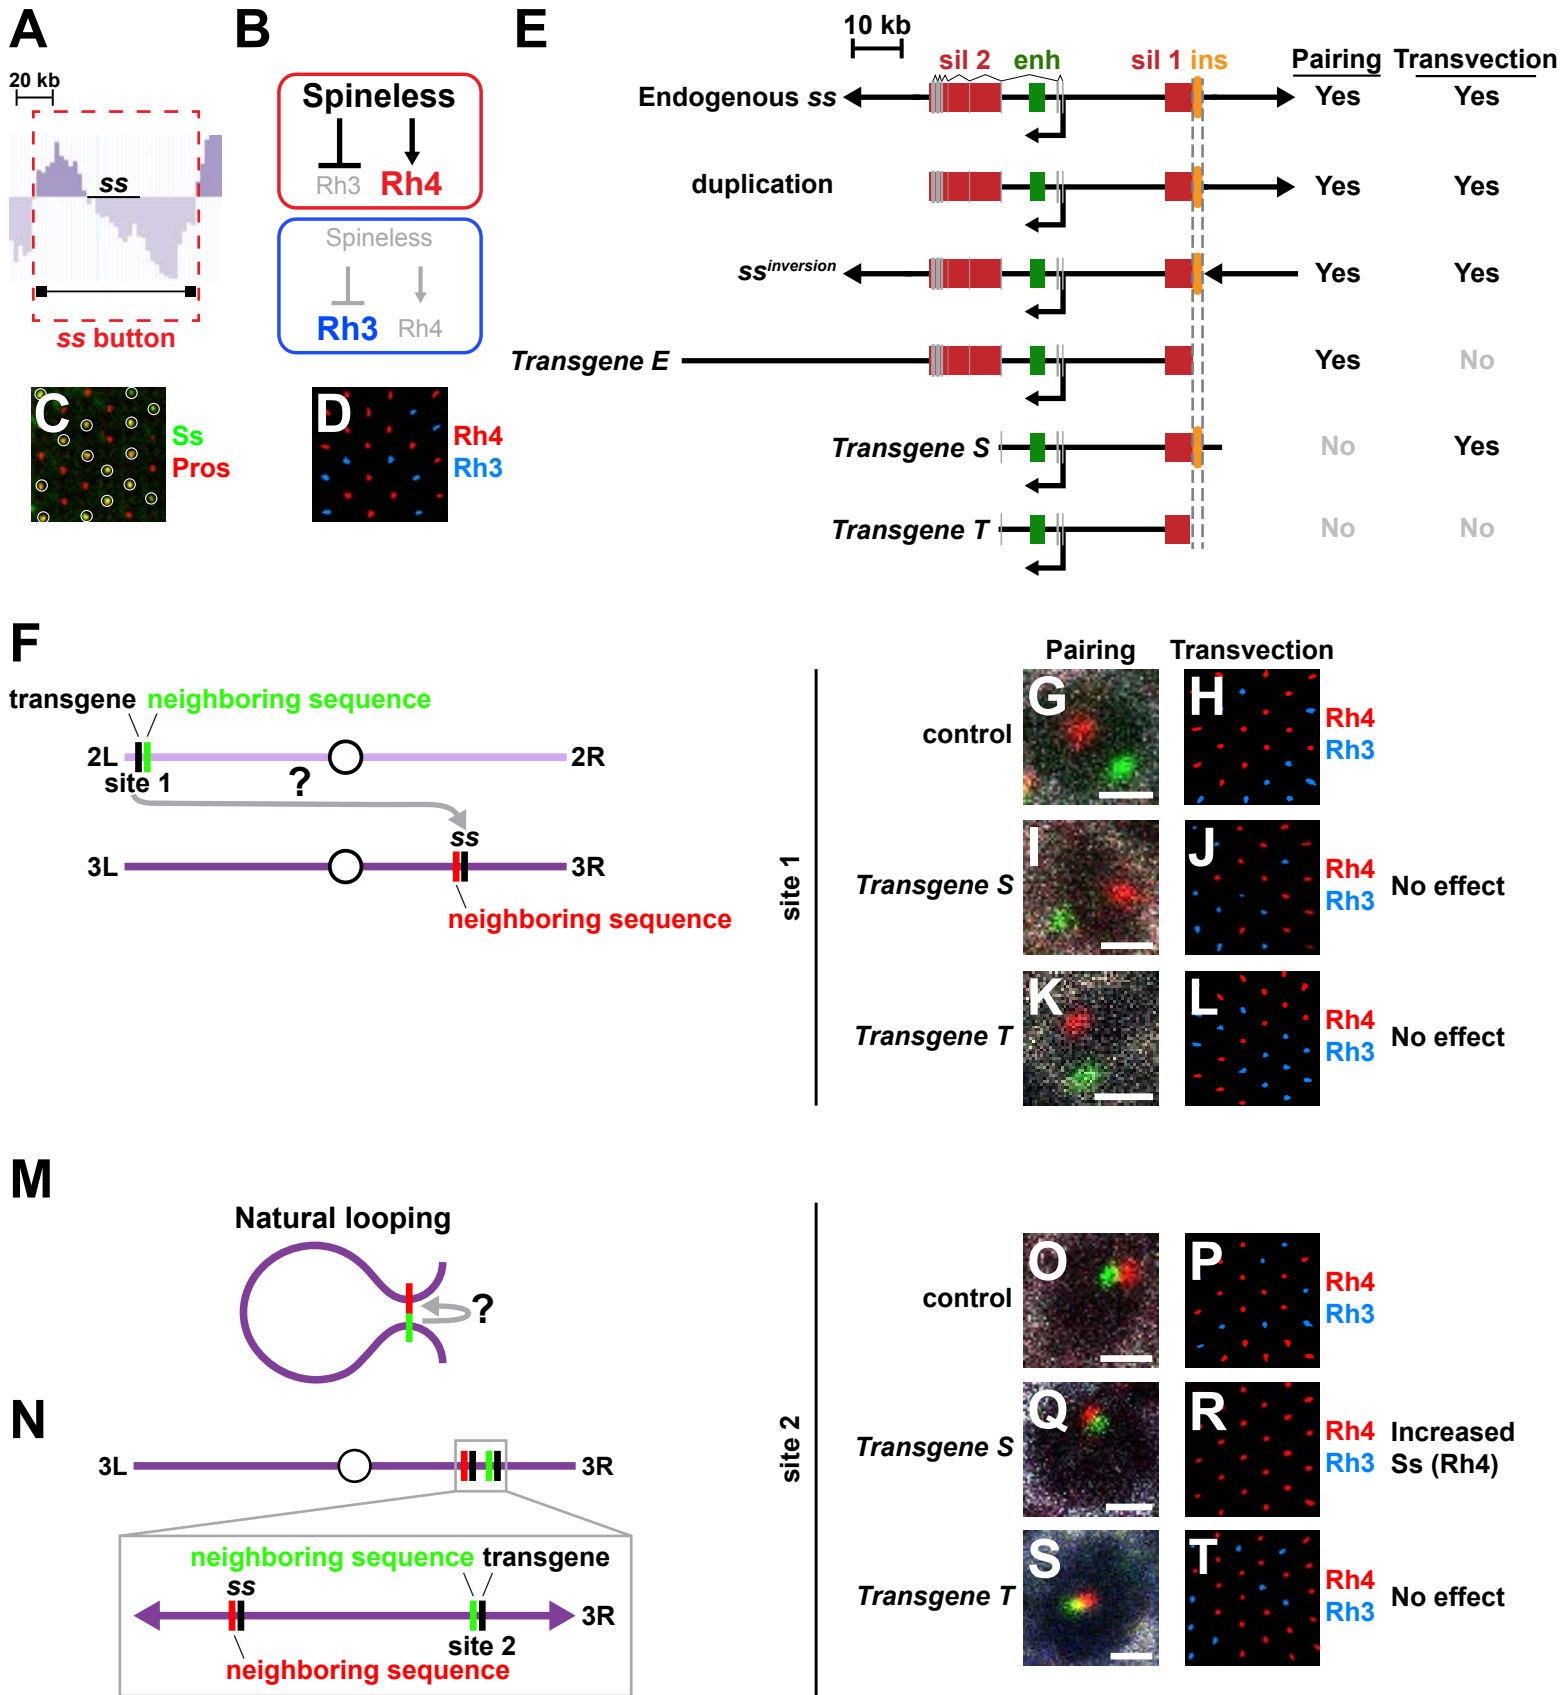 A
20 kb
ss
ss button
B
Spineless
Rh3 Rh4
Spineless
Rh3 Rh4
C
Ss
Pros
D
Rh4
Rh3
E
10 kb
sil 2 enh sil 1 ins
Pairing Transvection
Endogenous ss Yes Yes
duplication Yes Yes
ssinversion Yes Yes
Transgene E Yes No
Transgene S No Yes
Transgene T No No
F
transgene neighboring sequence
2L 2R
site 1 ?
ss
3L 3R
neighboring sequence
Pairing Transvection
site 1
control
G
H
Rh4
Rh3
Transgene S
I
J
Rh4
Rh3
No effect
Transgene T
K
L
Rh4
Rh3
No effect
M
Natural looping
?
N
3L 3R
neighboring sequence transgene
ss
3R
site 2
neighboring sequence
site 2
control
O
P
Rh4
Rh3
Transgene S
Q
R
Rh4
Rh3
Increased
Ss (Rh4)
Transgene T
S
T
Rh4
Rh3
No effect